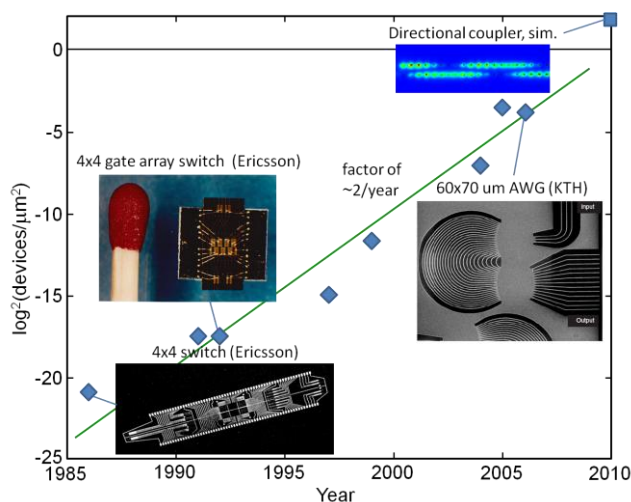 Directional coupler, sim.
0
-5
-10
-15
-20
-25
log²(devices/µm²)
4x4 gate array switch (Ericsson)
factor of
~2/year
60x70 um AWG (KTH)
Input
Output
4x4 switch (Ericsson)
1985
1990
1995
2000
2005
2010
Year